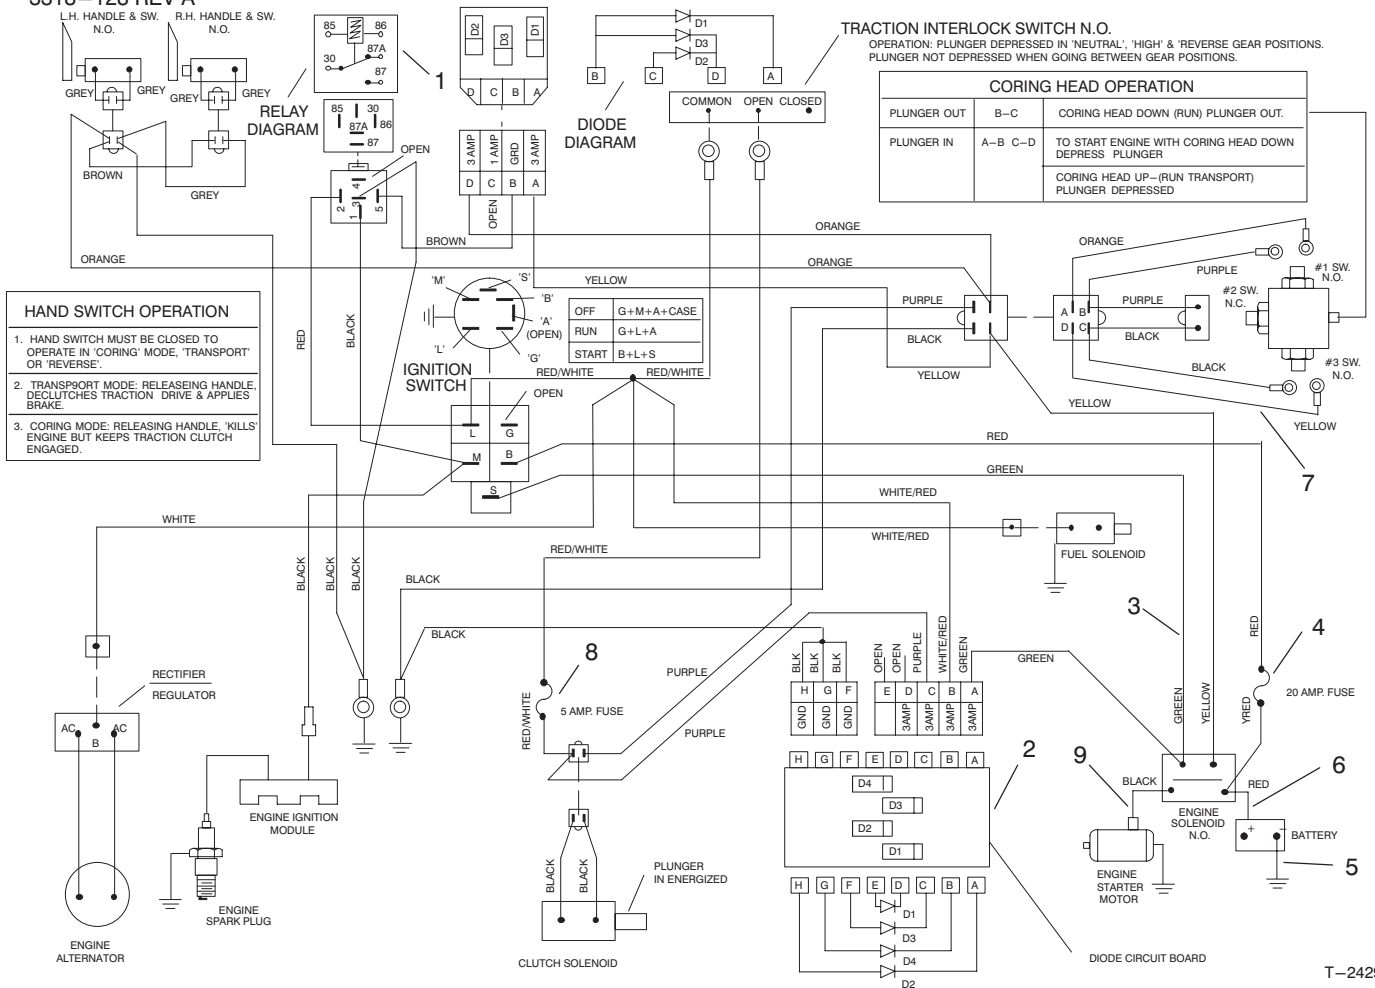 L.H. HANDLE & SW.
N.O.
R.H. HANDLE & SW.
N.O.
GREY
GREY
GREY
GREY
BROWN
GREY
85
86
87A
30
87
1
RELAY
DIAGRAM
85
30
87A
86
87
OPEN
4
2
3
5
1
D2
D3
D1
D C B A
3 AMP
1 AMP
GRD
3 AMP
D C B A
OPEN
BROWN
D1
D3
D2
B C D A
DIODE
DIAGRAM
TRACTION INTERLOCK SWITCH N.O.
OPERATION: PLUNGER DEPRESSED IN 'NEUTRAL', 'HIGH' & 'REVERSE GEAR POSITIONS.
PLUNGER NOT DEPRESSED WHEN GOING BETWEEN GEAR POSITIONS.
COMMON OPEN CLOSED
CORING HEAD OPERATION
PLUNGER OUT B–C CORING HEAD DOWN (RUN) PLUNGER OUT.
PLUNGER IN A–B C–D TO START ENGINE WITH CORING HEAD DOWN
DEPRESS PLUNGER
CORING HEAD UP–(RUN TRANSPORT)
PLUNGER DEPRESSED
ORANGE
ORANGE
ORANGE
YELLOW
ORANGE
PURPLE
#1 SW.
N.O.
#2 SW.
N.C.
#3 SW.
N.O.
PURPLE
BLACK
A B
D C
PURPLE
BLACK
BLACK
YELLOW
YELLOW
YELLOW
7
HAND SWITCH OPERATION
1. HAND SWITCH MUST BE CLOSED TO
OPERATE IN 'CORING' MODE, 'TRANSPORT'
OR 'REVERSE'.
2. TRANSP9ORT MODE: RELEASEING HANDLE,
DECLUTCHES TRACTION DRIVE & APPLIES
BRAKE.
3. CORING MODE: RELEASING HANDLE, 'KILLS'
ENGINE BUT KEEPS TRACTION CLUTCH
ENGAGED.
RED
BLACK
'M'
'S'
'B'
'A'
(OPEN)
'L'
'G'
IGNITION
SWITCH
OFF G+M+A+CASE
RUN G+L+A
START B+L+S
RED/WHITE
RED/WHITE
OPEN
L
G
M
B
S
RED
GREEN
WHITE/RED
WHITE/RED
FUEL SOLENOID
WHITE
BLACK
BLACK
BLACK
RED/WHITE
BLACK
BLACK
RECTIFIER
REGULATOR
AC
AC
B
ENGINE
ALTERNATOR
ENGINE IGNITION
MODULE
ENGINE
SPARK PLUG
8
5 AMP. FUSE
RED/WHITE
PURPLE
PURPLE
BLACK
BLACK
PLUNGER
IN ENERGIZED
CLUTCH SOLENOID
BLK
BLK
BLK
H G F
GND
GND
GND
OPEN
OPEN
PURPLE
WHITE/RED
GREEN
E D C B A
3AMP
3AMP
3AMP
3AMP
GREEN
H G F E D C B A
D4
D3
D2
D1
2
H G F E D C B A
D1
D3
D4
D2
DIODE CIRCUIT BOARD
3
GREEN
YELLOW
RED
YRED
4
20 AMP. FUSE
9
BLACK
RED
6
ENGINE
SOLENOID
N.O.
+
−
BATTERY
5
ENGINE
STARTER
MOTOR